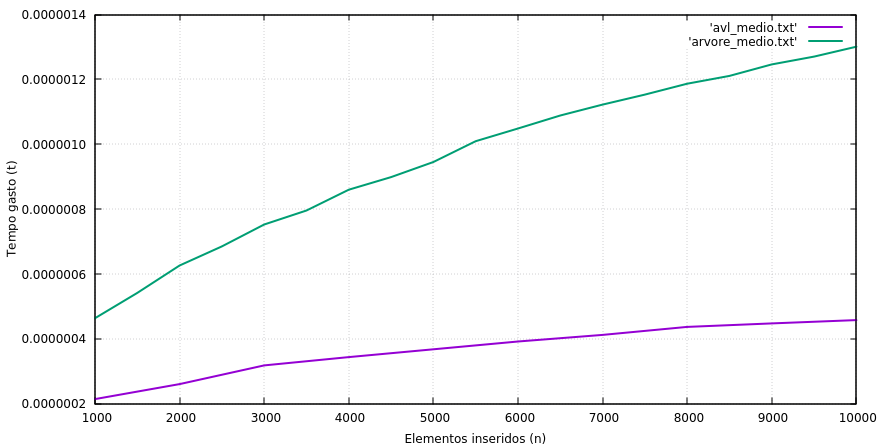 0.0000014
0.0000012
0.0000010
0.0000008
0.0000006
0.0000004
0.0000002
Tempo gasto (t)
'avl_medio.txt'
'arvore_medio.txt'
1000 2000 3000 4000 5000 6000 7000 8000 9000 10000
Elementos inseridos (n)